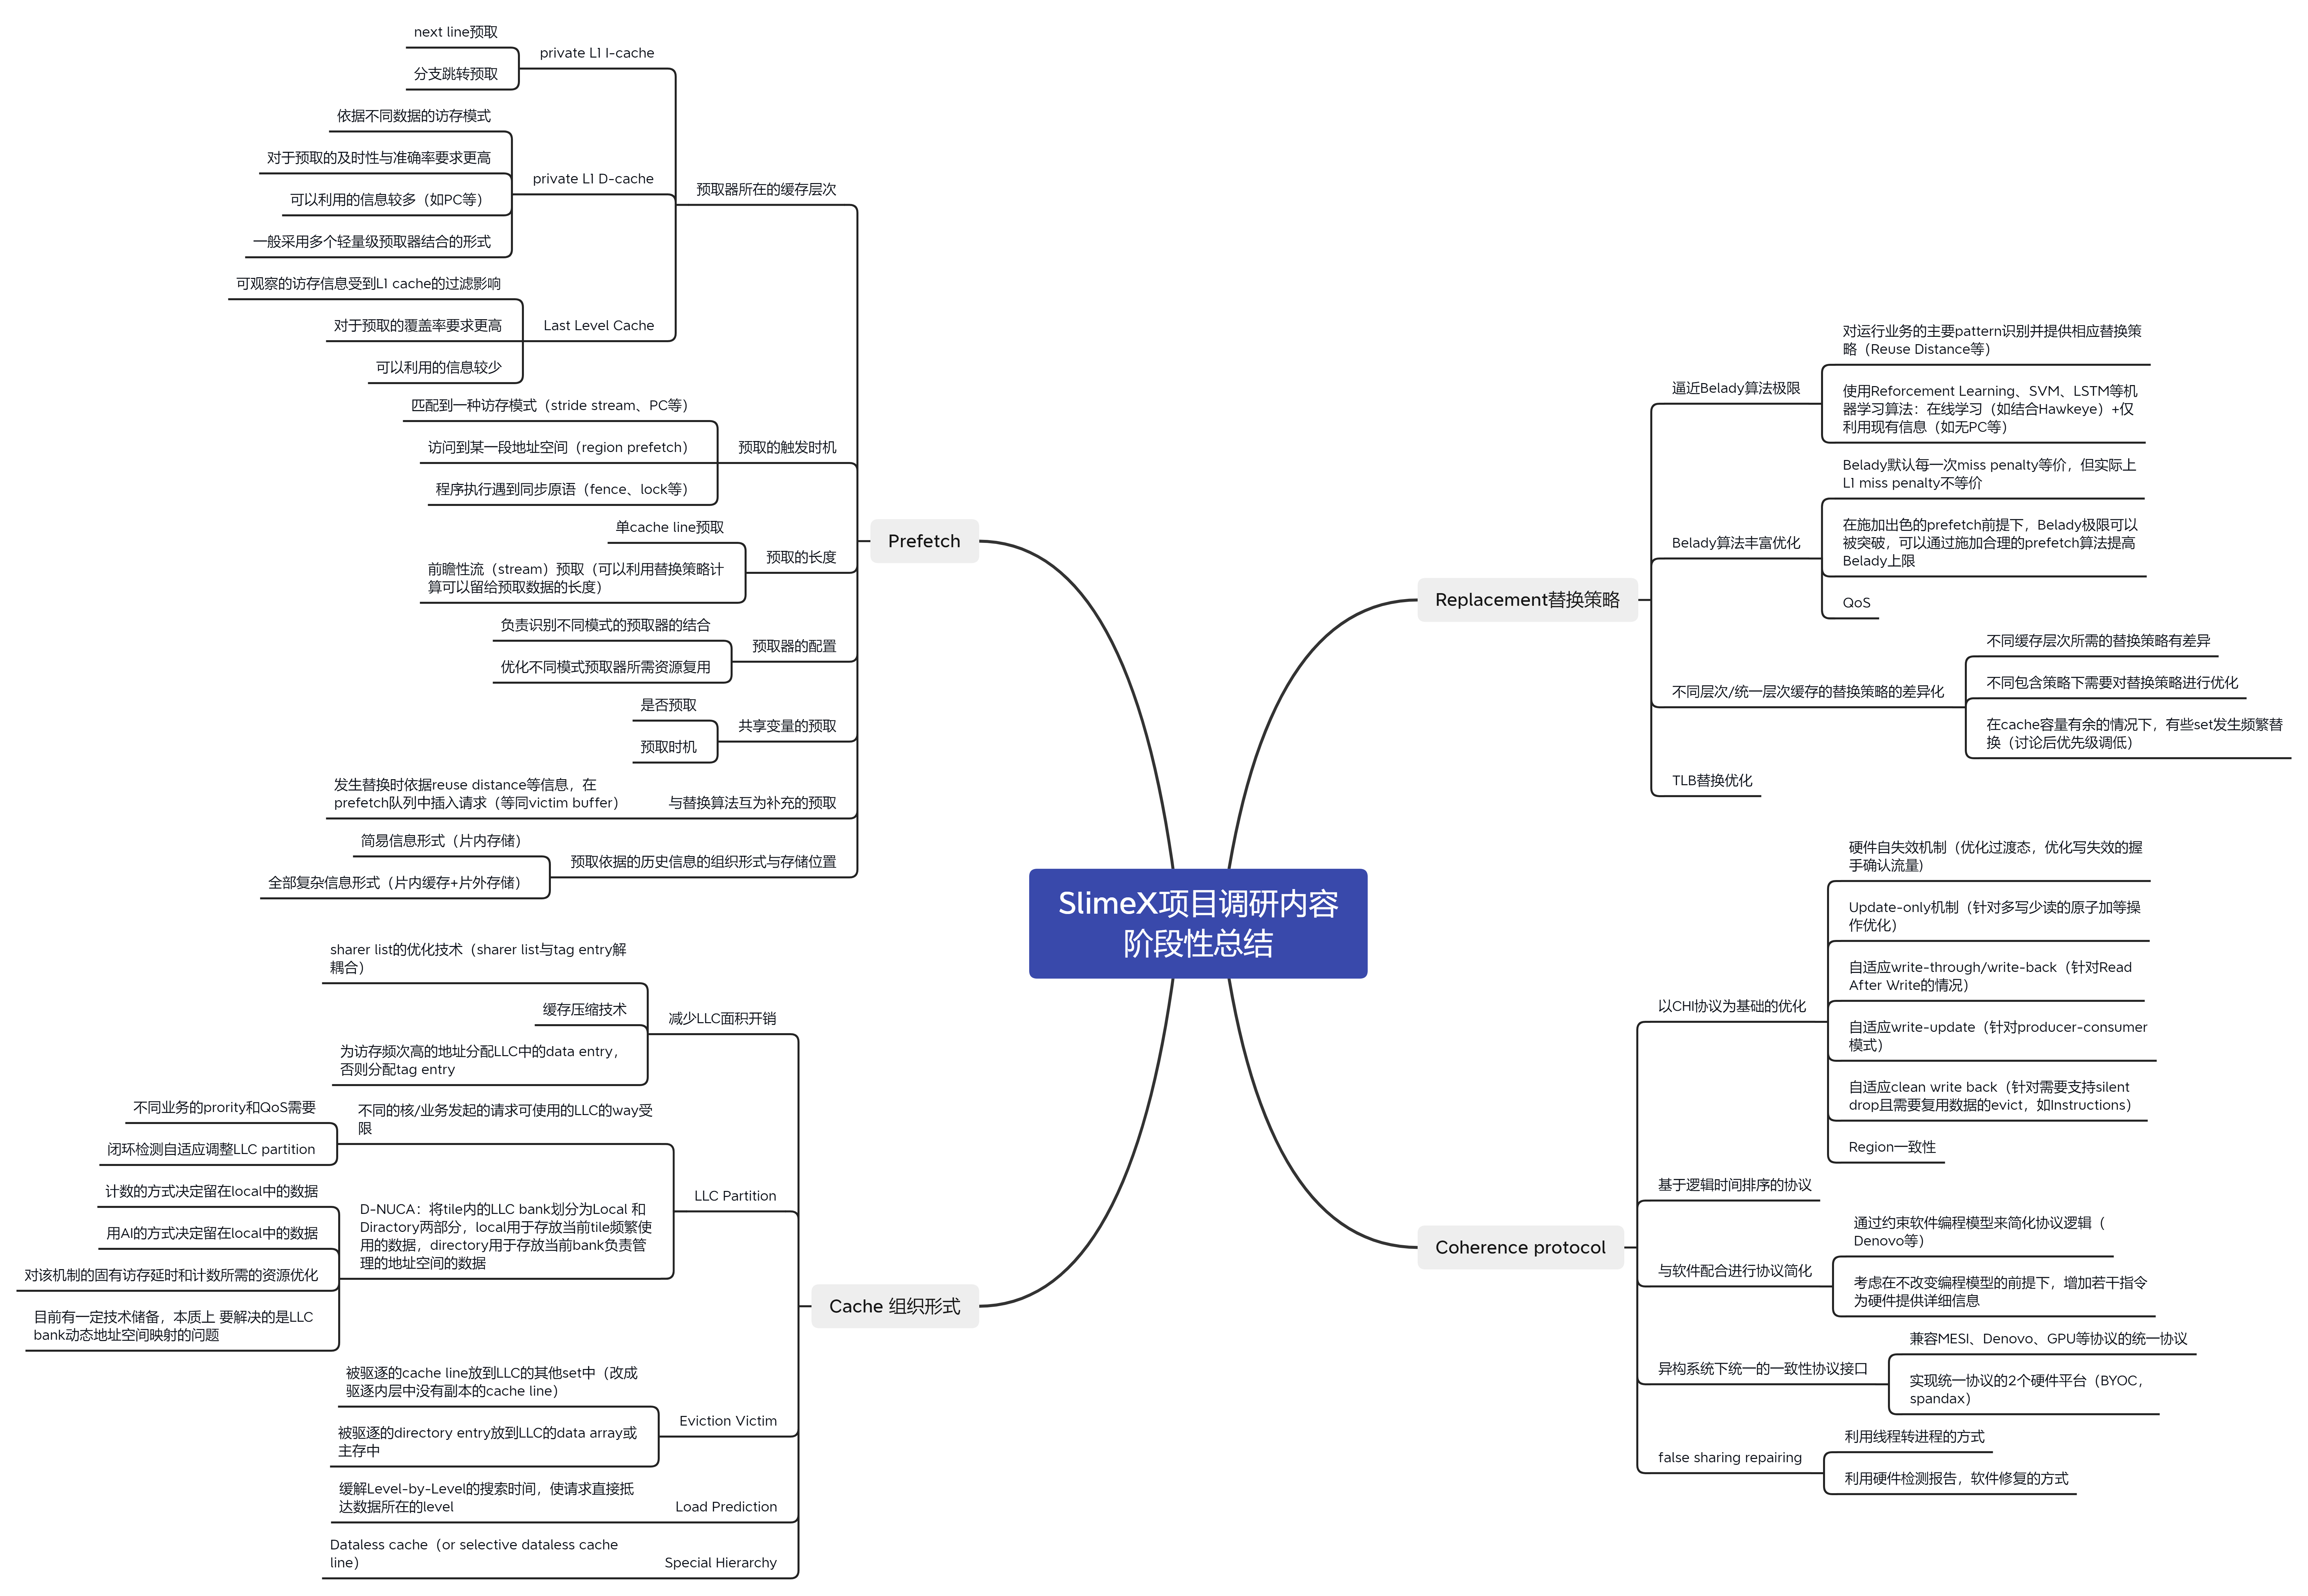 SlimeX项目调研内容
阶段性总结
Prefetch
预取器所在的缓存层次
private L1 I-cache
next line预取
分支跳转预取
private L1 D-cache
依据不同数据的访存模式
对于预取的及时性与准确率要求更高
可以利用的信息较多（如PC等）
一般采用多个轻量级预取器结合的形式
Last Level Cache
可观察的访存信息受到L1 cache的过滤影响
对于预取的覆盖率要求更高
可以利用的信息较少
预取的触发时机
匹配到一种访存模式（stride stream、PC等）
访问到某一段地址空间（region prefetch）
程序执行遇到同步原语（fence、lock等）
预取的长度
单cache line预取
前瞻性流（stream）预取（可以利用替换策略计
算可以留给预取数据的长度）
预取器的配置
负责识别不同模式的预取器的结合
优化不同模式预取器所需资源复用
共享变量的预取
是否预取
预取时机
与替换算法互为补充的预取
发生替换时依据reuse distance等信息，在
prefetch队列中插入请求（等同victim buffer）
预取依据的历史信息的组织形式与存储位置
简易信息形式（片内存储）
全部复杂信息形式（片内缓存+片外存储）
Cache 组织形式
减少LLC面积开销
sharer list的优化技术（sharer list与tag entry解
耦合）
缓存压缩技术
为访存频次高的地址分配LLC中的data entry，
否则分配tag entry
LLC Partition
不同的核/业务发起的请求可使用的LLC的way受
限
不同业务的prority和QoS需要
闭环检测自适应调整LLC partition
D-NUCA：将tile内的LLC bank划分为Local 和
Diractory两部分，local用于存放当前tile频繁使
用的数据，directory用于存放当前bank负责管
理的地址空间的数据
计数的方式决定留在local中的数据
用AI的方式决定留在local中的数据
对该机制的固有访存延时和计数所需的资源优化
目前有一定技术储备，本质上 要解决的是LLC
bank动态地址空间映射的问题
Eviction Victim
被驱逐的cache line放到LLC的其他set中（改成
驱逐内层中没有副本的cache line）
被驱逐的directory entry放到LLC的data array或
主存中
Load Prediction
缓解Level-by-Level的搜索时间，使请求直接抵
达数据所在的level
Special Hierarchy
Dataless cache（or selective dataless cache
line）
Replacement替换策略
逼近Belady算法极限
对运行业务的主要pattern识别并提供相应替换策
略（Reuse Distance等）
使用Reforcement Learning、SVM、LSTM等机
器学习算法：在线学习（如结合Hawkeye）+仅
利用现有信息（如无PC等）
Belady算法丰富优化
Belady默认每一次miss penalty等价，但实际上
L1 miss penalty不等价
在施加出色的prefetch前提下，Belady极限可以
被突破，可以通过施加合理的prefetch算法提高
Belady上限
QoS
不同层次/统一层次缓存的替换策略的差异化
不同缓存层次所需的替换策略有差异
不同包含策略下需要对替换策略进行优化
在cache容量有余的情况下，有些set发生频繁替
换（讨论后优先级调低）
TLB替换优化
Coherence protocol
以CHI协议为基础的优化
硬件自失效机制（优化过渡态，优化写失效的握
手确认流量）
Update-only机制（针对多写少读的原子加等操
作优化）
自适应write-through/write-back（针对Read
After Write的情况）
自适应write-update（针对producer-consumer
模式）
自适应clean write back（针对需要支持silent
drop且需要复用数据的evict，如Instructions）
Region一致性
基于逻辑时间排序的协议
与软件配合进行协议简化
通过约束软件编程模型来简化协议逻辑（
Denovo等）
考虑在不改变编程模型的前提下，增加若干指令
为硬件提供详细信息
异构系统下统一的一致性协议接口
兼容MESI、Denovo、GPU等协议的统一协议
实现统一协议的2个硬件平台（BYOC，
spandax）
false sharing repairing
利用线程转进程的方式
利用硬件检测报告，软件修复的方式